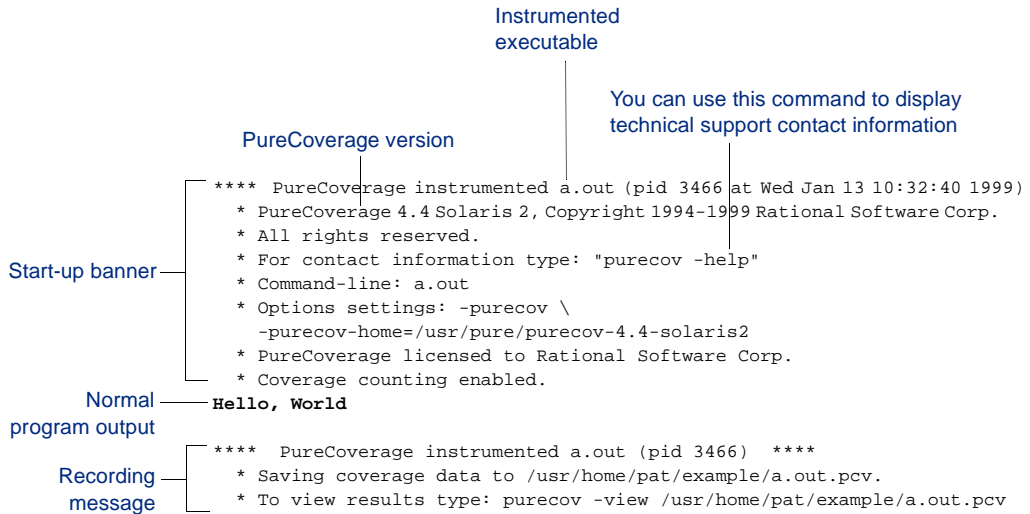 Instrumented
executable
You can use this command to display
technical support contact information
PureCoverage version
**** PureCoverage instrumented a.out (pid 3466 at Wed Jan 13 10:32:40 1999)
* PureCoverage 4.4 Solaris 2, Copyright 1994-1999 Rational Software Corp.
* All rights reserved.
* For contact information type: "purecov -help"
Start-up banner
* Command-line: a.out
* Options settings: -purecov \
-purecov-home=/usr/pure/purecov-4.4-solaris2
* PureCoverage licensed to Rational Software Corp.
* Coverage counting enabled.
Normal
program output
Hello, World
**** PureCoverage instrumented a.out (pid 3466) ****
Recording
message
* Saving coverage data to /usr/home/pat/example/a.out.pcv.
* To view results type: purecov -view /usr/home/pat/example/a.out.pcv